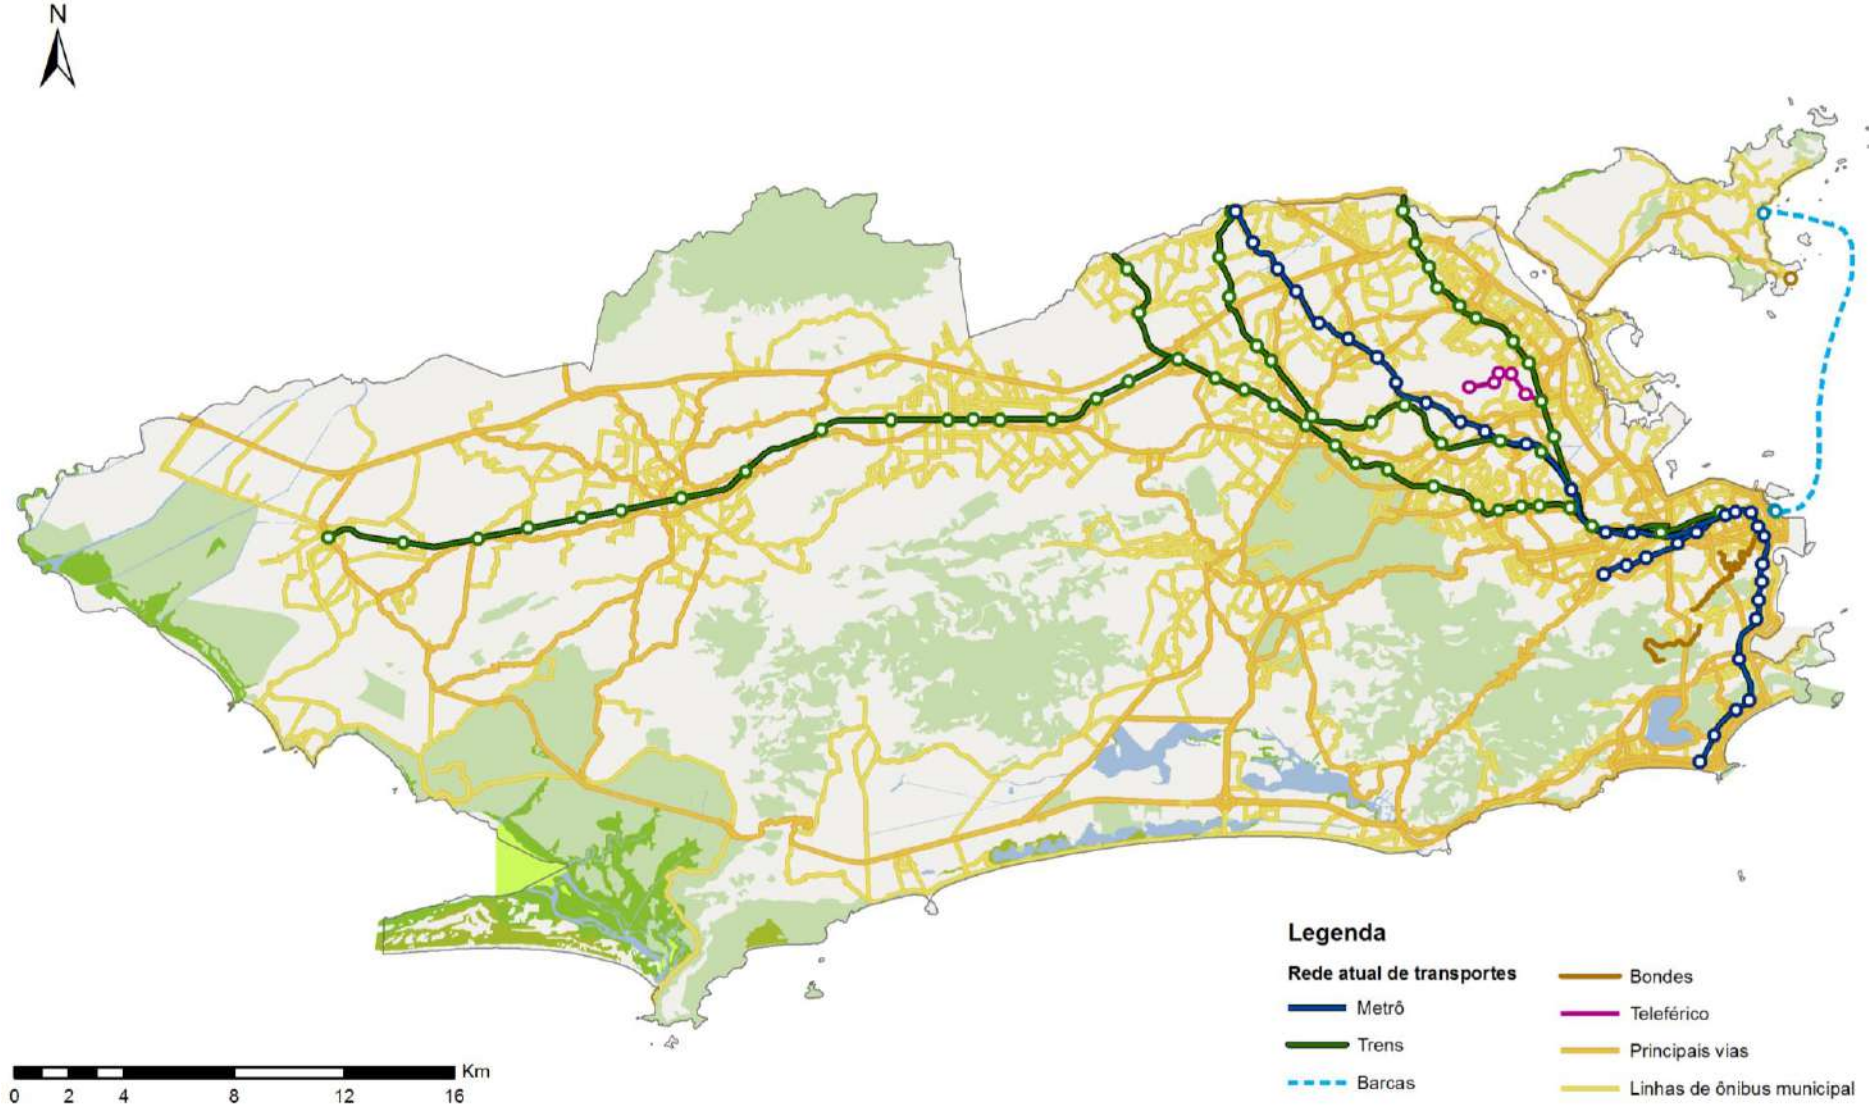 N
Legenda
Rede atual de transportes
Metrô
Trens
Barcas
Bondes
Teleférico
Principais vias
Linhas de ônibus municipal
Km
0 2 4 8 12 16